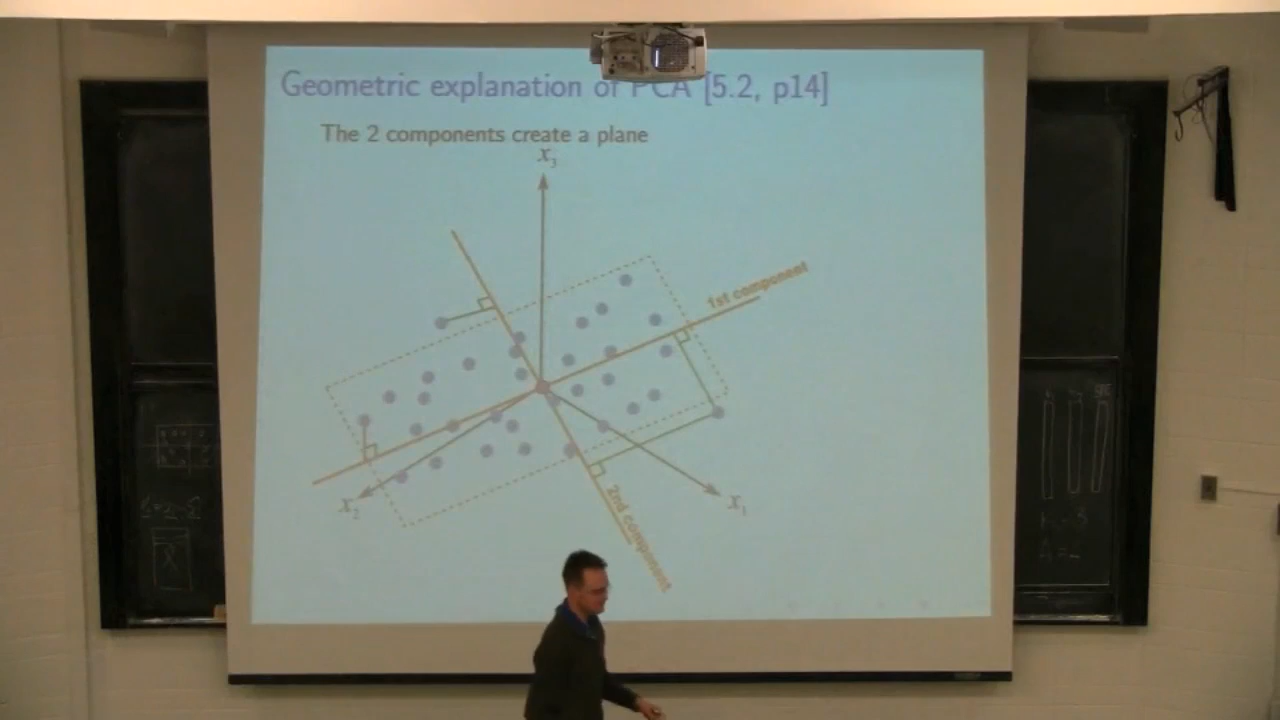 Geometric explanation of PCA [5.2, p14]
The 2 components create a plane
x₃
1st component
x₂
x₁
2nd component
X